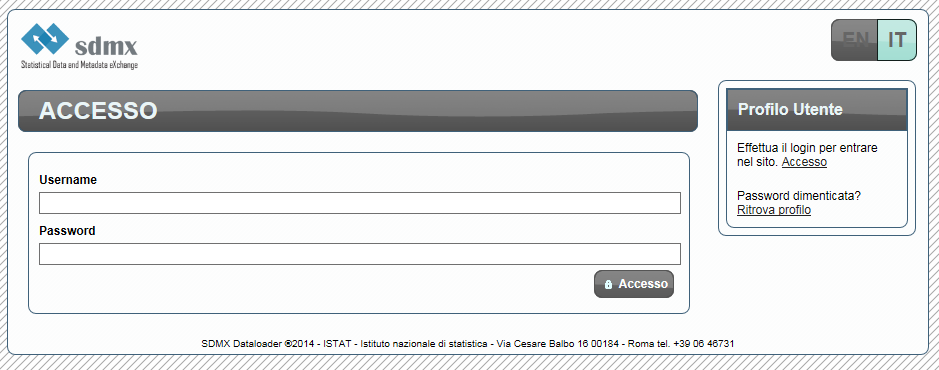 sdmx
Statistical Data and Metadata eXchange
EN IT
ACCESSO
Username
Password
Accesso
Profilo Utente
Effettua il login per entrare
nel sito. Accesso
Password dimenticata?
Ritrova profilo
SDMX Dataloader ®2014 - ISTAT - Istituto nazionale di statistica - Via Cesare Balbo 16 00184 - Roma tel. +39 06 46731